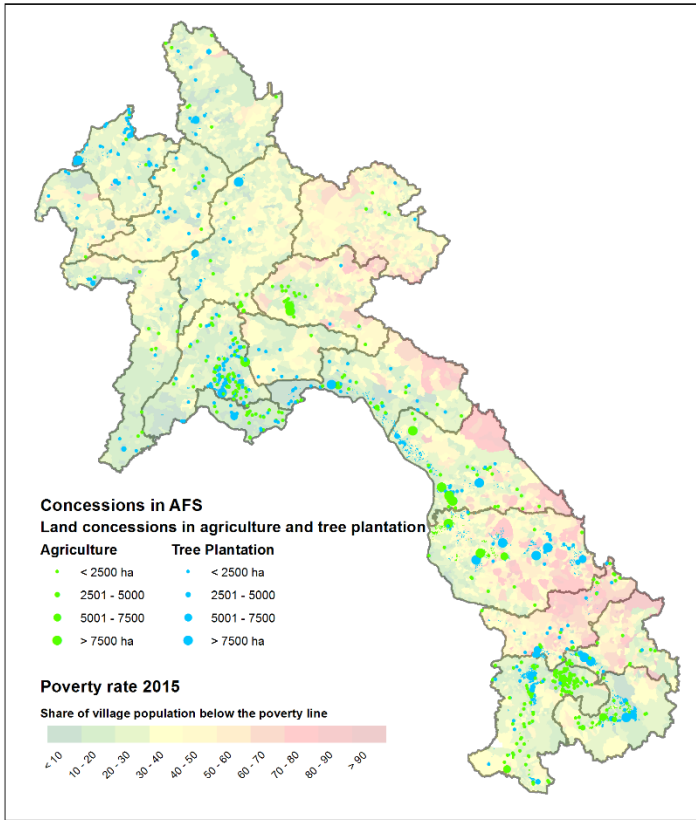 Concessions in AFS
Land concessions in agriculture and tree plantation
Agriculture Tree Plantation
< 2500 ha < 2500 ha
2501 - 5000 2501 - 5000
5001 - 7500 5001 - 7500
> 7500 ha > 7500 ha
Poverty rate 2015
Share of village population below the poverty line
< 10 10 - 20 20 - 30 30 - 40 40 - 50 50 - 60 60 - 70 70 - 80 80 - 90 > 90